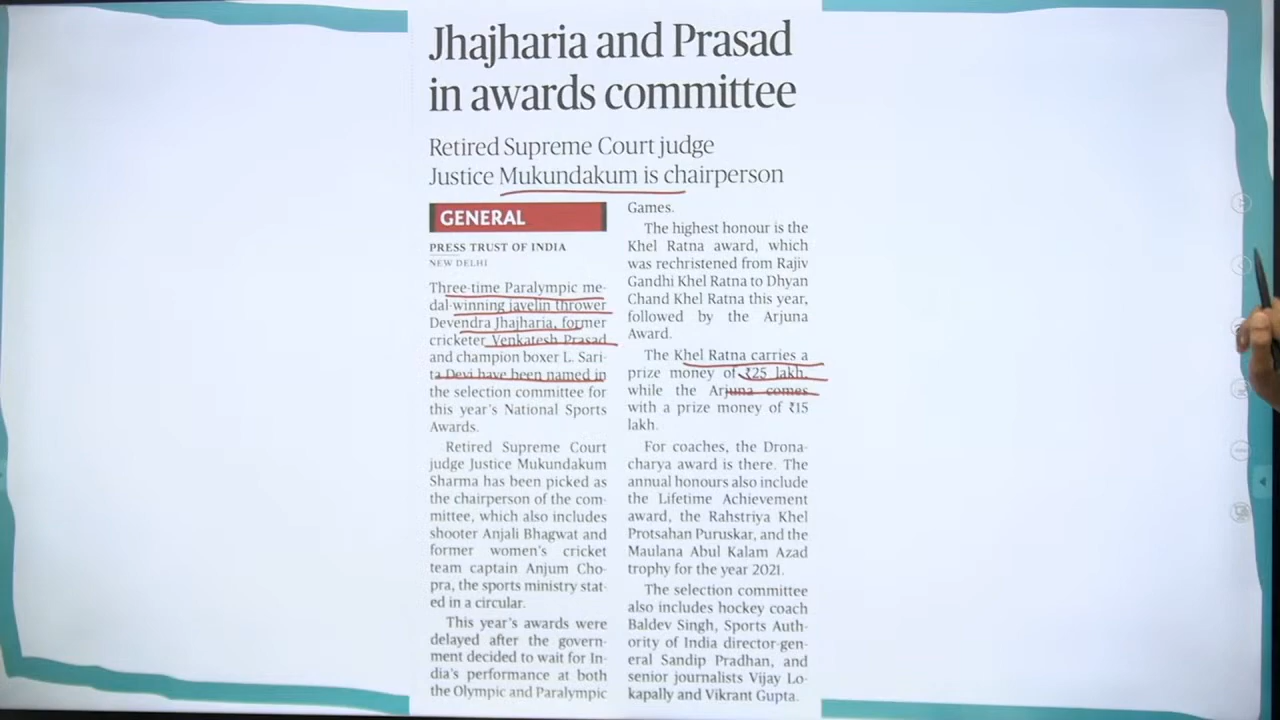 Jhajharia and Prasad
in awards committee
Retired Supreme Court judge
Justice Mukundakum is chairperson
GENERAL
PRESS TRUST OF INDIA
NEW DELHI
Three-time Paralympic me-
dal-winning javelin thrower
Devendra Jhajharia, former
cricketer Venkatesh Prasad
and champion boxer L. Sari-
ta Devi have been named in
the selection committee for
this year's National Sports
Awards.
Retired Supreme Court
judge Justice Mukundakum
Sharma has been picked as
the chairperson of the com-
mittee, which also includes
shooter Anjali Bhagwat and
former women's cricket
team captain Anjum Cho-
pra, the sports ministry stat-
ed in a circular.
This year's awards were
delayed after the govern-
ment decided to wait for In-
dia's performance at both
the Olympic and Paralympic
Games.
The highest honour is the
Khel Ratna award, which
was rechristened from Rajiv
Gandhi Khel Ratna to Dhyan
Chand Khel Ratna this year,
followed by the Arjuna
Award.
The Khel Ratna carries a
prize money of ₹25 lakh,
while the Arjuna comes
with a prize money of ₹15
lakh.
For coaches, the Drona-
charya award is there. The
annual honours also include
the Lifetime Achievement
award, the Rahstriya Khel
Protsahan Puruskar, and the
Maulana Abul Kalam Azad
trophy for the year 2021.
The selection committee
also includes hockey coach
Baldev Singh, Sports Auth-
ority of India director-gen-
eral Sandip Pradhan, and
senior journalists Vijay Lo-
kapally and Vikrant Gupta.